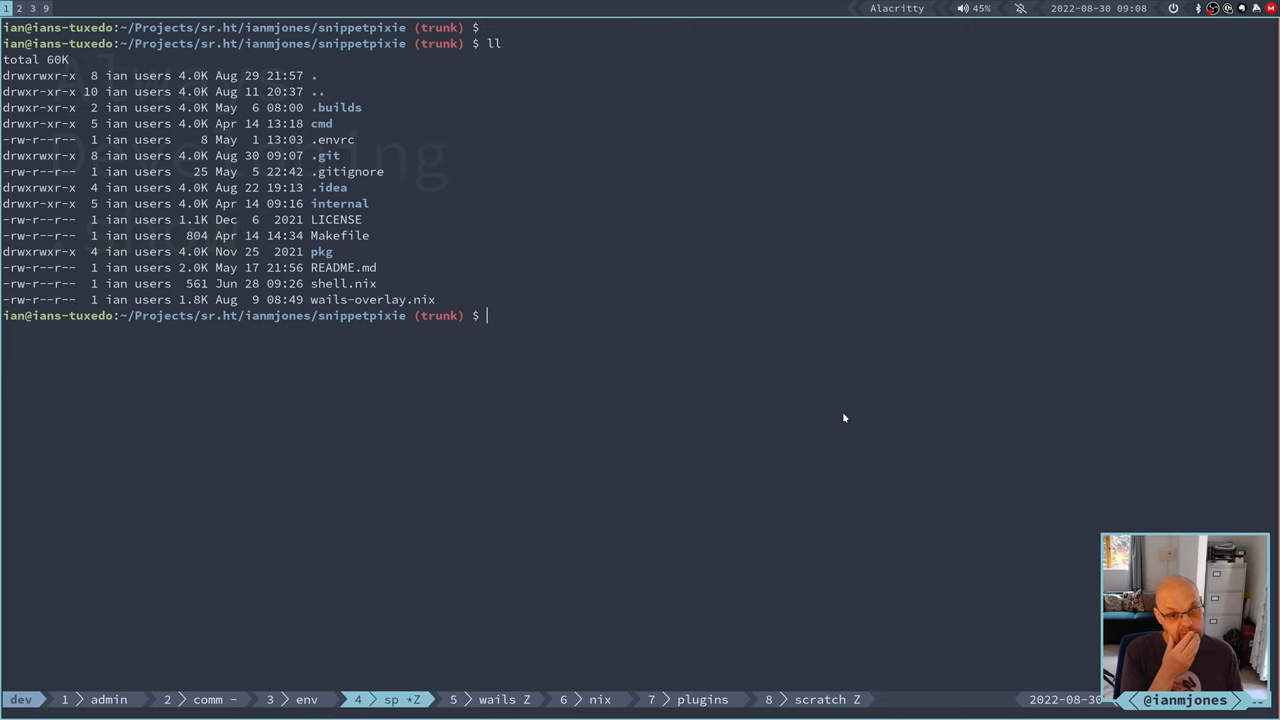 1 2 3 9 Alacritty 45% 2022-08-30 09:08
ian@ians-tuxedo:~/Projects/sr.ht/ianmjones/snippetpixie (trunk) $
ian@ians-tuxedo:~/Projects/sr.ht/ianmjones/snippetpixie (trunk) $ ll
total 60K
drwxrwxr-x 8 ian users 4.0K Aug 29 21:57 .
drwxrwxr-x 10 ian users 4.0K Aug 11 20:37 ..
drwxrwxr-x 2 ian users 4.0K May 6 08:00 .builds
drwxrwxr-x 5 ian users 4.0K Apr 14 13:18 cmd
-rw-r--r-- 1 ian users 8 May 1 13:03 .envrc
drwxrwxr-x 8 ian users 4.0K Aug 30 09:07 .git
-rw-r--r-- 1 ian users 25 May 5 22:42 .gitignore
drwxrwxr-x 4 ian users 4.0K Aug 22 19:13 .idea
drwxrwxr-x 5 ian users 4.0K Apr 14 09:16 internal
-rw-r--r-- 1 ian users 1.1K Dec 6 2021 LICENSE
-rw-r--r-- 1 ian users 804 Apr 14 14:34 Makefile
drwxrwxr-x 4 ian users 4.0K Nov 25 2021 pkg
-rw-r--r-- 1 ian users 2.0K May 17 21:56 README.md
-rw-r--r-- 1 ian users 561 Jun 28 09:26 shell.nix
-rw-r--r-- 1 ian users 1.8K Aug 9 08:49 wails-overlay.nix
ian@ians-tuxedo:~/Projects/sr.ht/ianmjones/snippetpixie (trunk) $
dev 1 admin 2 comm - 3 env 4 sp *Z 5 wails Z 6 nix 7 plugins 8 scratch Z 2022-08-30 @ianmjones